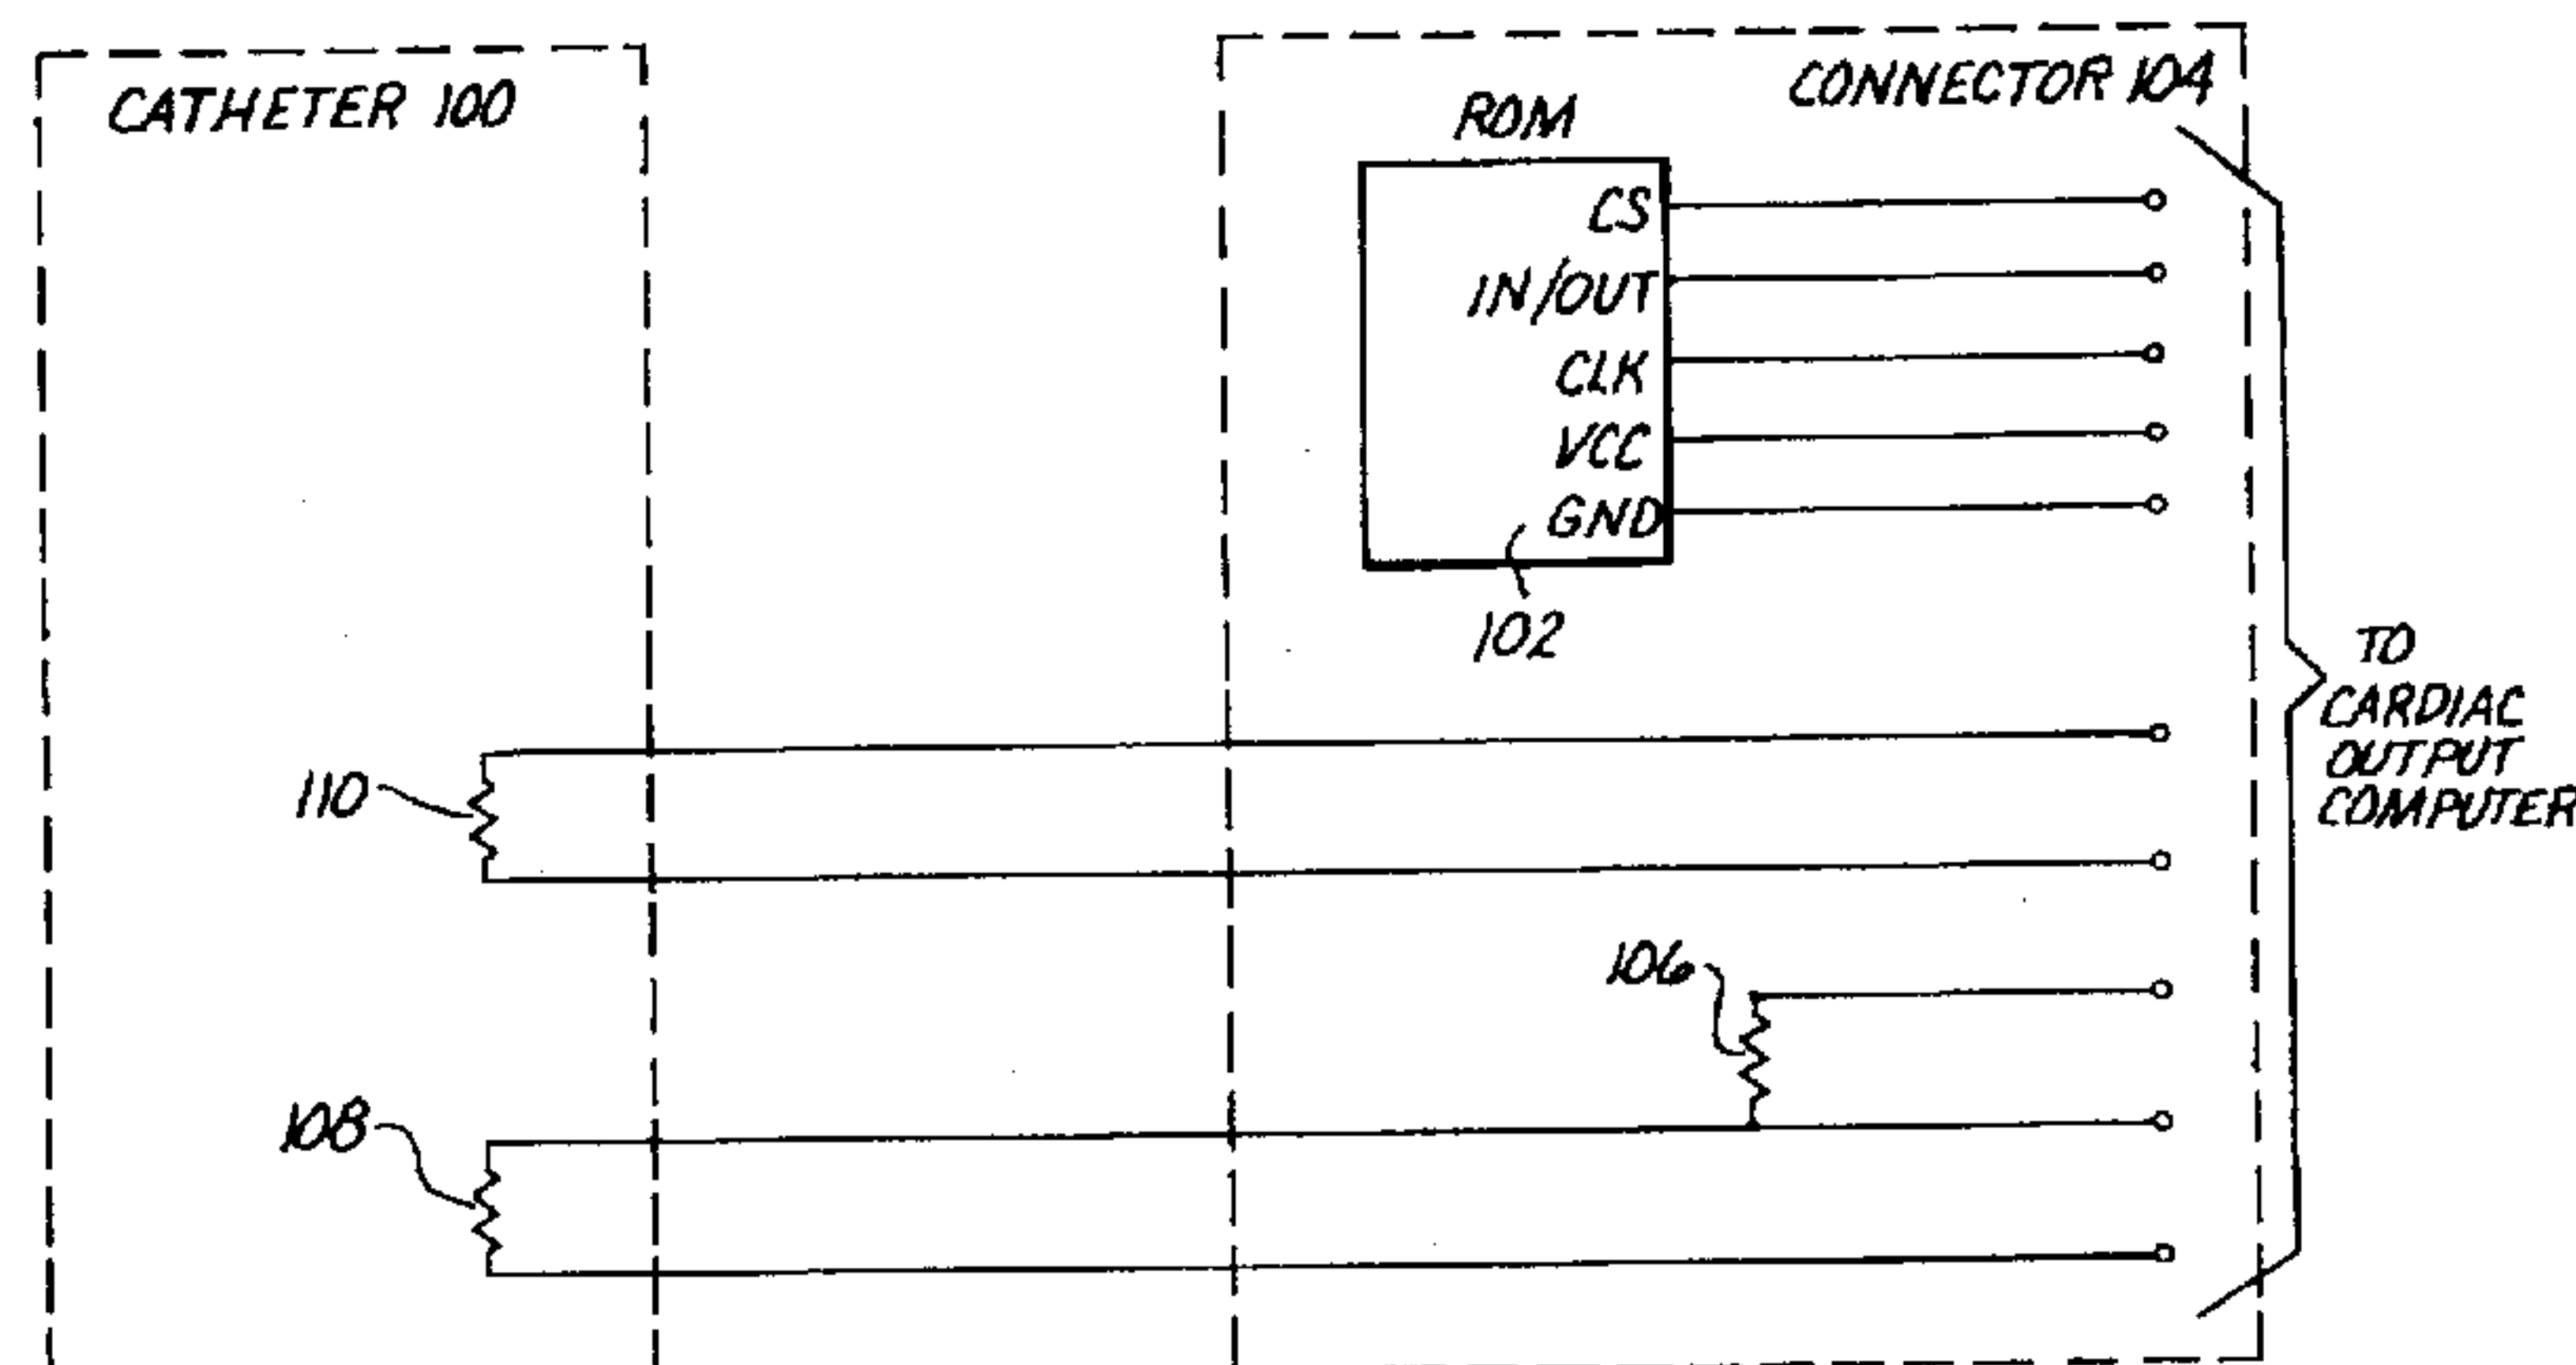 CATHETER 100
CONNECTOR 104
ROM
CS
IN/OUT
CLK
VCC
GND
102
TO
CARDIAC
OUTPUT
COMPUTER
110
106
108